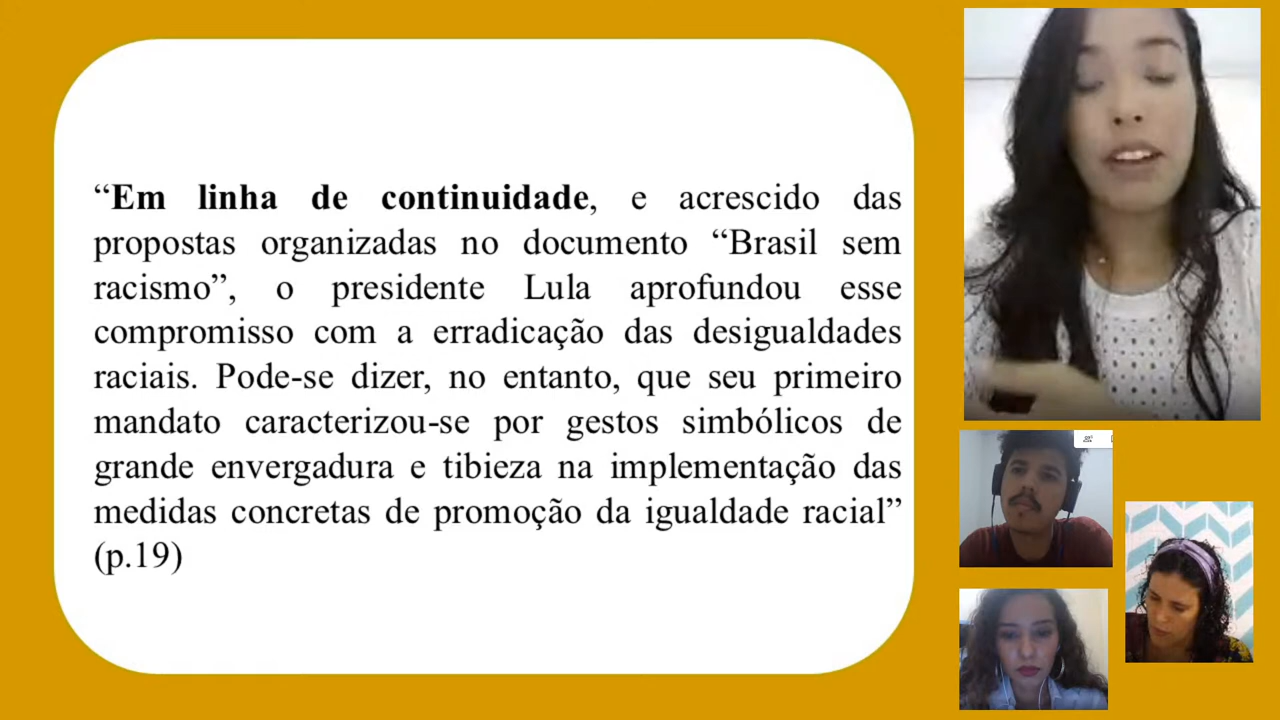 “Em linha de continuidade, e acrescido das
propostas organizadas no documento “Brasil sem
racismo”, o presidente Lula aprofundou esse
compromisso com a erradicação das desigualdades
raciais. Pode-se dizer, no entanto, que seu primeiro
mandato caracterizou-se por gestos simbólicos de
grande envergadura e tibieza na implementação das
medidas concretas de promoção da igualdade racial”
(p.19)